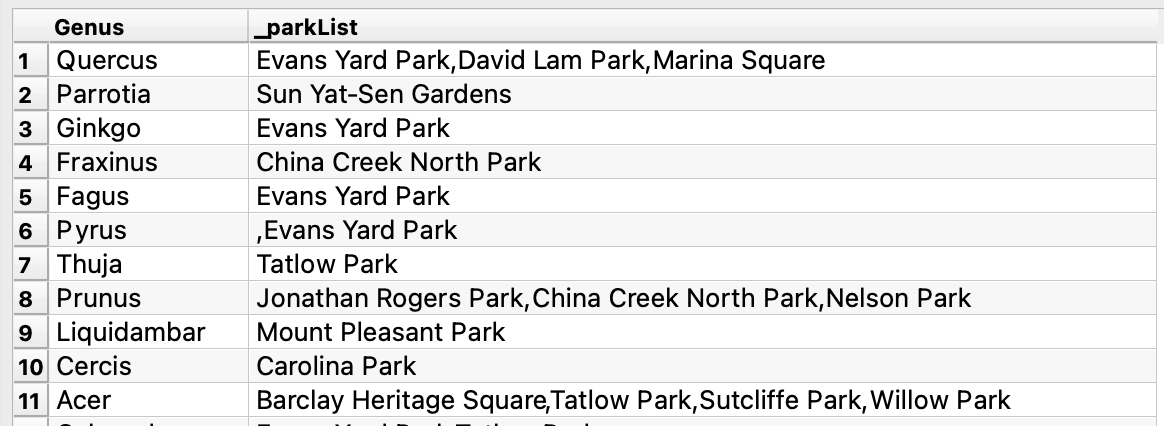 Genus _parkList
1 Quercus Evans Yard Park,David Lam Park,Marina Square
2 Parrotia Sun Yat-Sen Gardens
3 Ginkgo Evans Yard Park
4 Fraxinus China Creek North Park
5 Fagus Evans Yard Park
6 Pyrus ,Evans Yard Park
7 Thuja Tatlow Park
8 Prunus Jonathan Rogers Park,China Creek North Park,Nelson Park
9 Liquidambar Mount Pleasant Park
10 Cercis Carolina Park
11 Acer Barclay Heritage Square,Tatlow Park,Sutcliffe Park,Willow Park